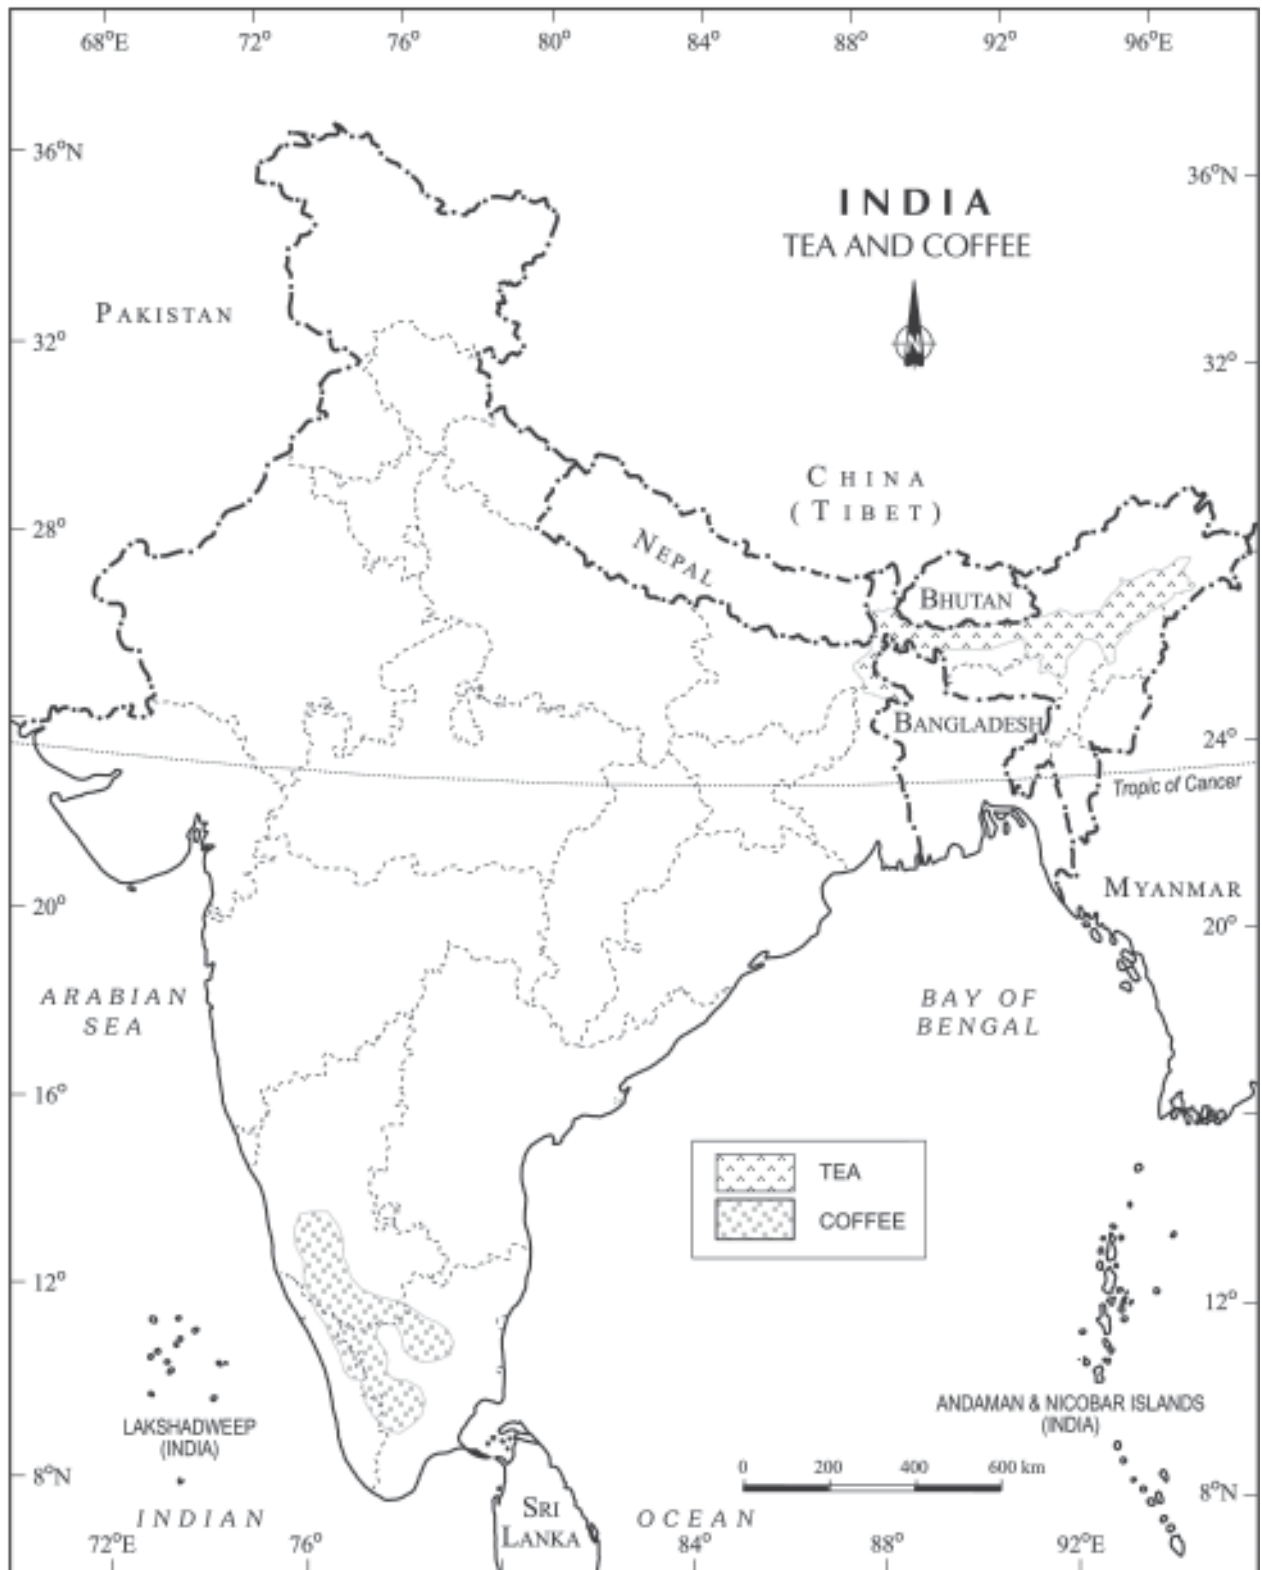 68°E 72° 76° 80° 84° 88° 92° 96°E
36°N
36°N
INDIA
TEA AND COFFEE
N
PAKISTAN
32°
32°
CHINA
(TIBET)
28°
NEPAL
BHUTAN
BANGLADESH
24°
Tropic of Cancer
MYANMAR
20°
20°
ARABIAN
SEA
BAY OF
BENGAL
16°
TEA
COFFEE
12°
12°
LAKSHADWEEP
(INDIA)
ANDAMAN & NICOBAR ISLANDS
(INDIA)
0 200 400 600 km
8°N
8°N
INDIAN
SRI
LANKA
OCEAN
72°E 76° 84° 88° 92°E